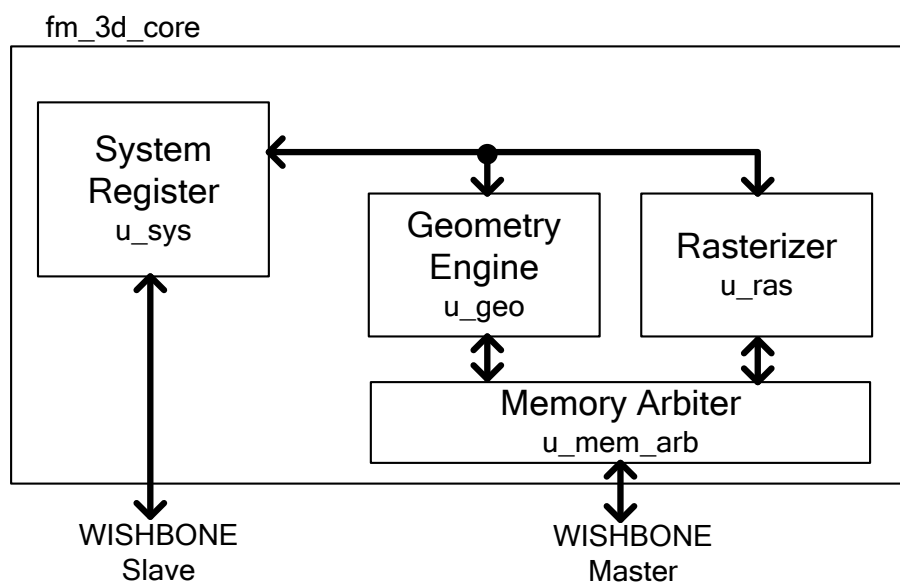 fm_3d_core
System
Register
u_sys
Geometry
Engine
u_geo
Rasterizer
u_ras
Memory Arbiter
u_mem_arb
WISHBONE
Slave
WISHBONE
Master